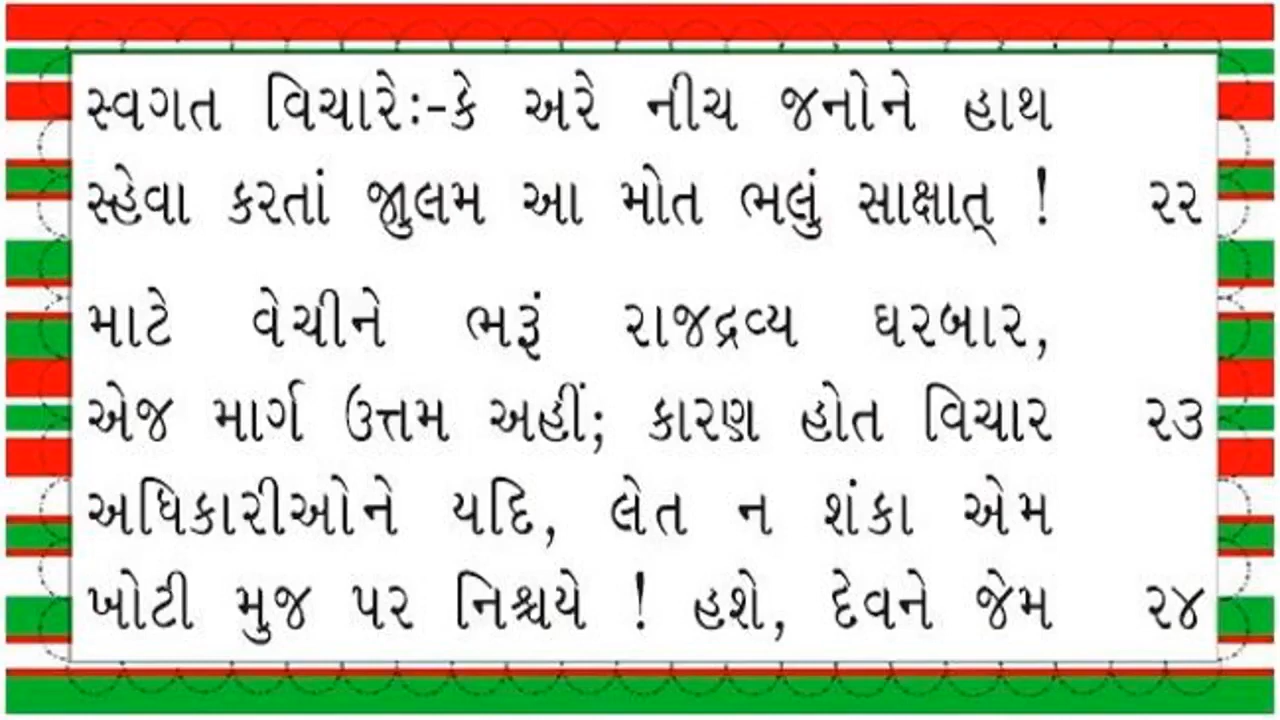 સ્વગત વિચારે:-કે અરે નીચ જનોને હાથ
સ્હેવા કરતાં જાુલમ આ મોત ભલું સાક્ષાત્ ! ૨૨
માટે વેચીને ભરૂં રાજદ્રવ્ય ઘરબાર,
એજ માર્ગ ઉત્તમ અહીં; કારણ હોત વિચાર ૨૩
અધિકારીઓને યદિ, લેત ન શંકા એમ
ખોટી મુજ પર નિશ્ચયે ! હશે, દેવને જેમ ૨૪